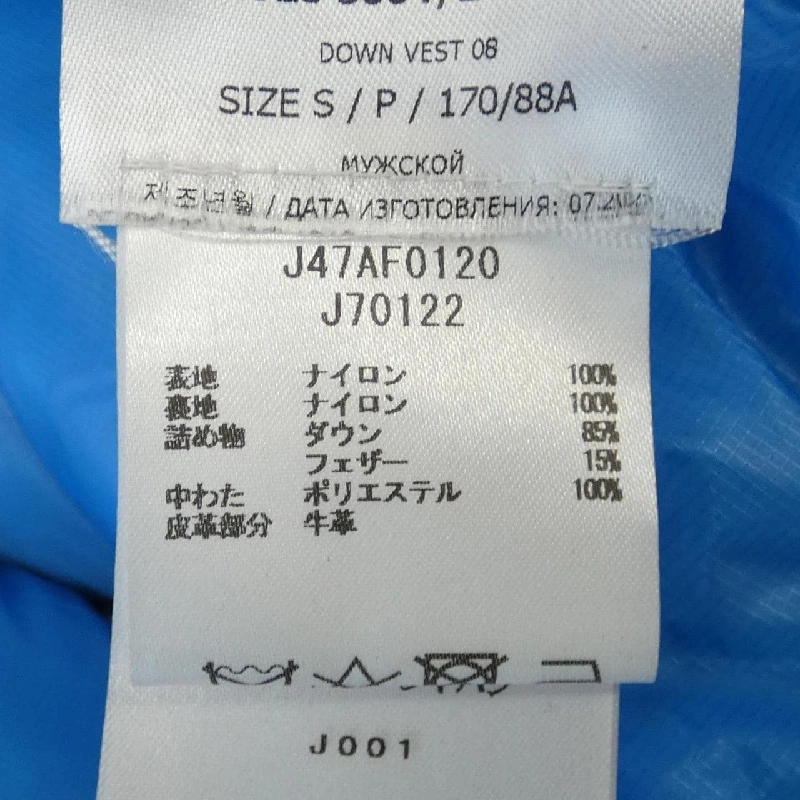 DOWN VEST 08
SIZE S / P / 170/88A
МУЖСКОЙ
제조년월 / ДАТА ИЗГОТОВЛЕНИЯ:
J47AF0120
J70122
表地 ナイロン 100%
裏地 ナイロン 100%
詰め物 ダウン 85%
フェザー 15%
中わた ポリエステル 100%
皮革部分 牛革
J001